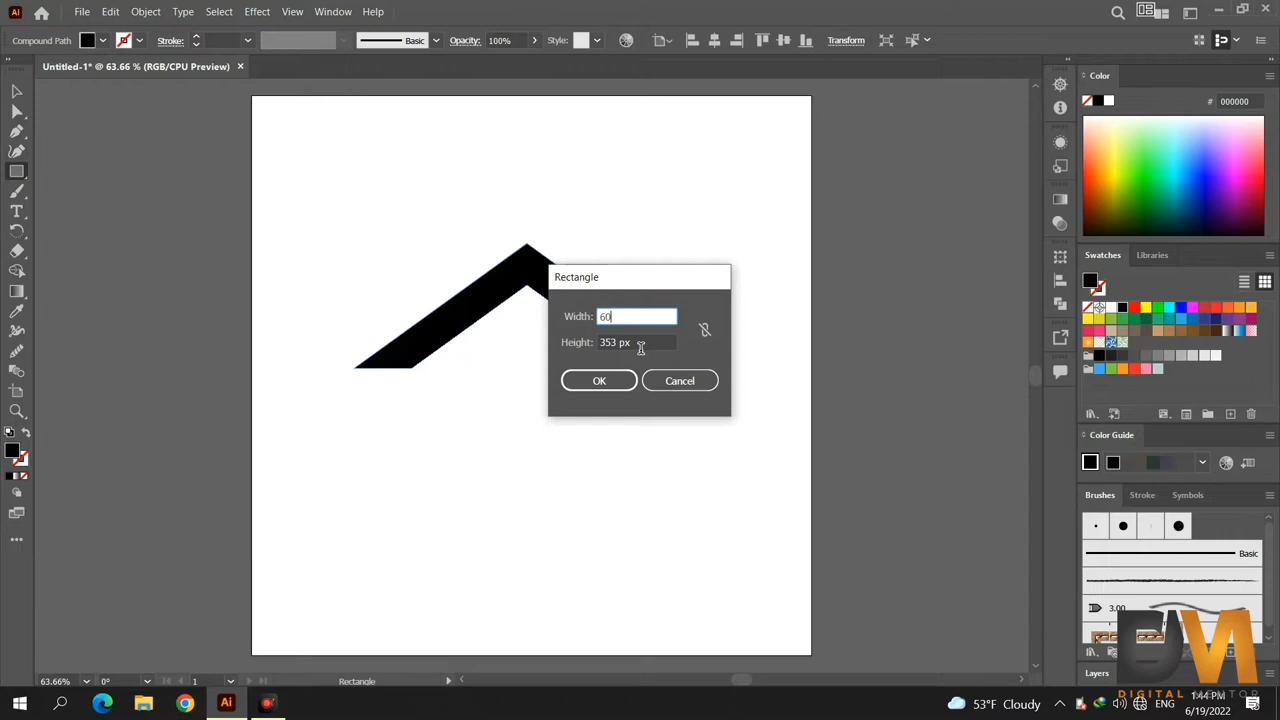 Ai File Edit Object Type Select Effect View Window Help
Compound Path Stroke: Basic Opacity: 100% Style: Transform
Untitled-1* @ 63.66 % (RGB/CPU Preview) ×
Color
# 000000
Rectangle
Width: 60
Height: 353 px
OK Cancel
Swatches Libraries
Color Guide
Brushes Stroke Symbols
Basic
3.00
Layers
63.66% 0° 1 Rectangle
DIGITAL
Ai 53°F Cloudy ENG 1:44 PM
6/19/2022